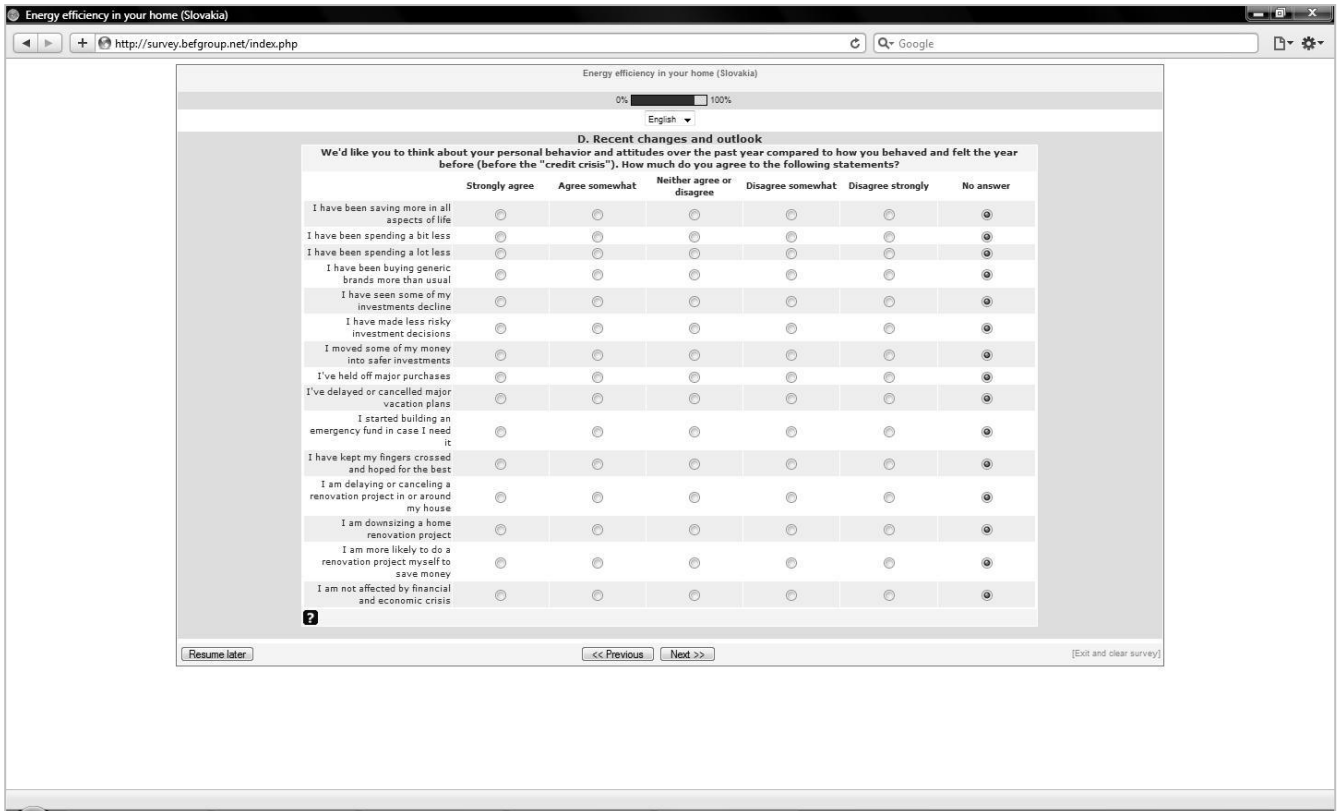 Energy efficiency in your home (Slovakia)
http://survey.befgroup.net/index.php
Google
Energy efficiency in your home (Slovakia)
0% 100%
English
D. Recent changes and outlook
We'd like you to think about your personal behavior and attitudes over the past year compared to how you behaved and felt the year
before (before the "credit crisis"). How much do you agree to the following statements?
Strongly agree Agree somewhat Neither agree or disagree Disagree somewhat Disagree strongly No answer
I have been saving more in all
aspects of life
I have been spending a bit less
I have been spending a lot less
I have been buying generic
brands more than usual
I have seen some of my
investments decline
I have made less risky
investment decisions
I moved some of my money
into safer investments
I've held off major purchases
I've delayed or cancelled major
vacation plans
I started building an
emergency fund in case I need
it
I have kept my fingers crossed
and hoped for the best
I am delaying or canceling a
renovation project in or around
my house
I am downsizing a home
renovation project
I am more likely to do a
renovation project myself to
save money
I am not affected by financial
and economic crisis
?
Resume later << Previous Next >> [Exit and clear survey]